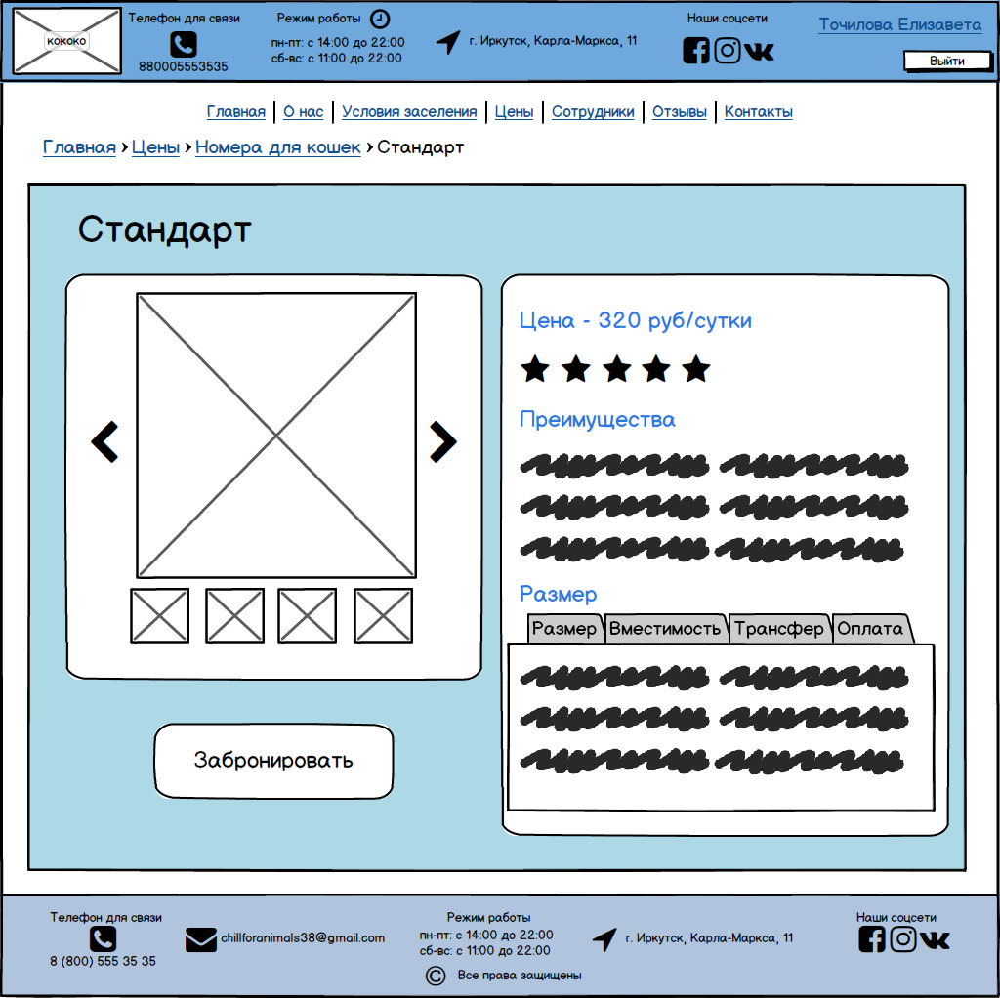 кококо
Телефон для связи
880005553535
Режим работы
пн-пт: с 14:00 до 22:00
сб-вс: с 11:00 до 22:00
г. Иркутск, Карла-Маркса, 11
Наши соцсети
Точилова Елизавета
Выйти
Главная О нас Условия заселения Цены Сотрудники Отзывы Контакты
Главная › Цены › Номера для кошек › Стандарт
Стандарт
Забронировать
Цена - 320 руб/сутки
Преимущества
Размер
Размер Вместимость Трансфер Оплата
Телефон для связи
8 (800) 555 35 35
chillforanimals38@gmail.com
Режим работы
пн-пт: с 14:00 до 22:00
сб-вс: с 11:00 до 22:00
© Все права защищены
г. Иркутск, Карла-Маркса, 11
Наши соцсети